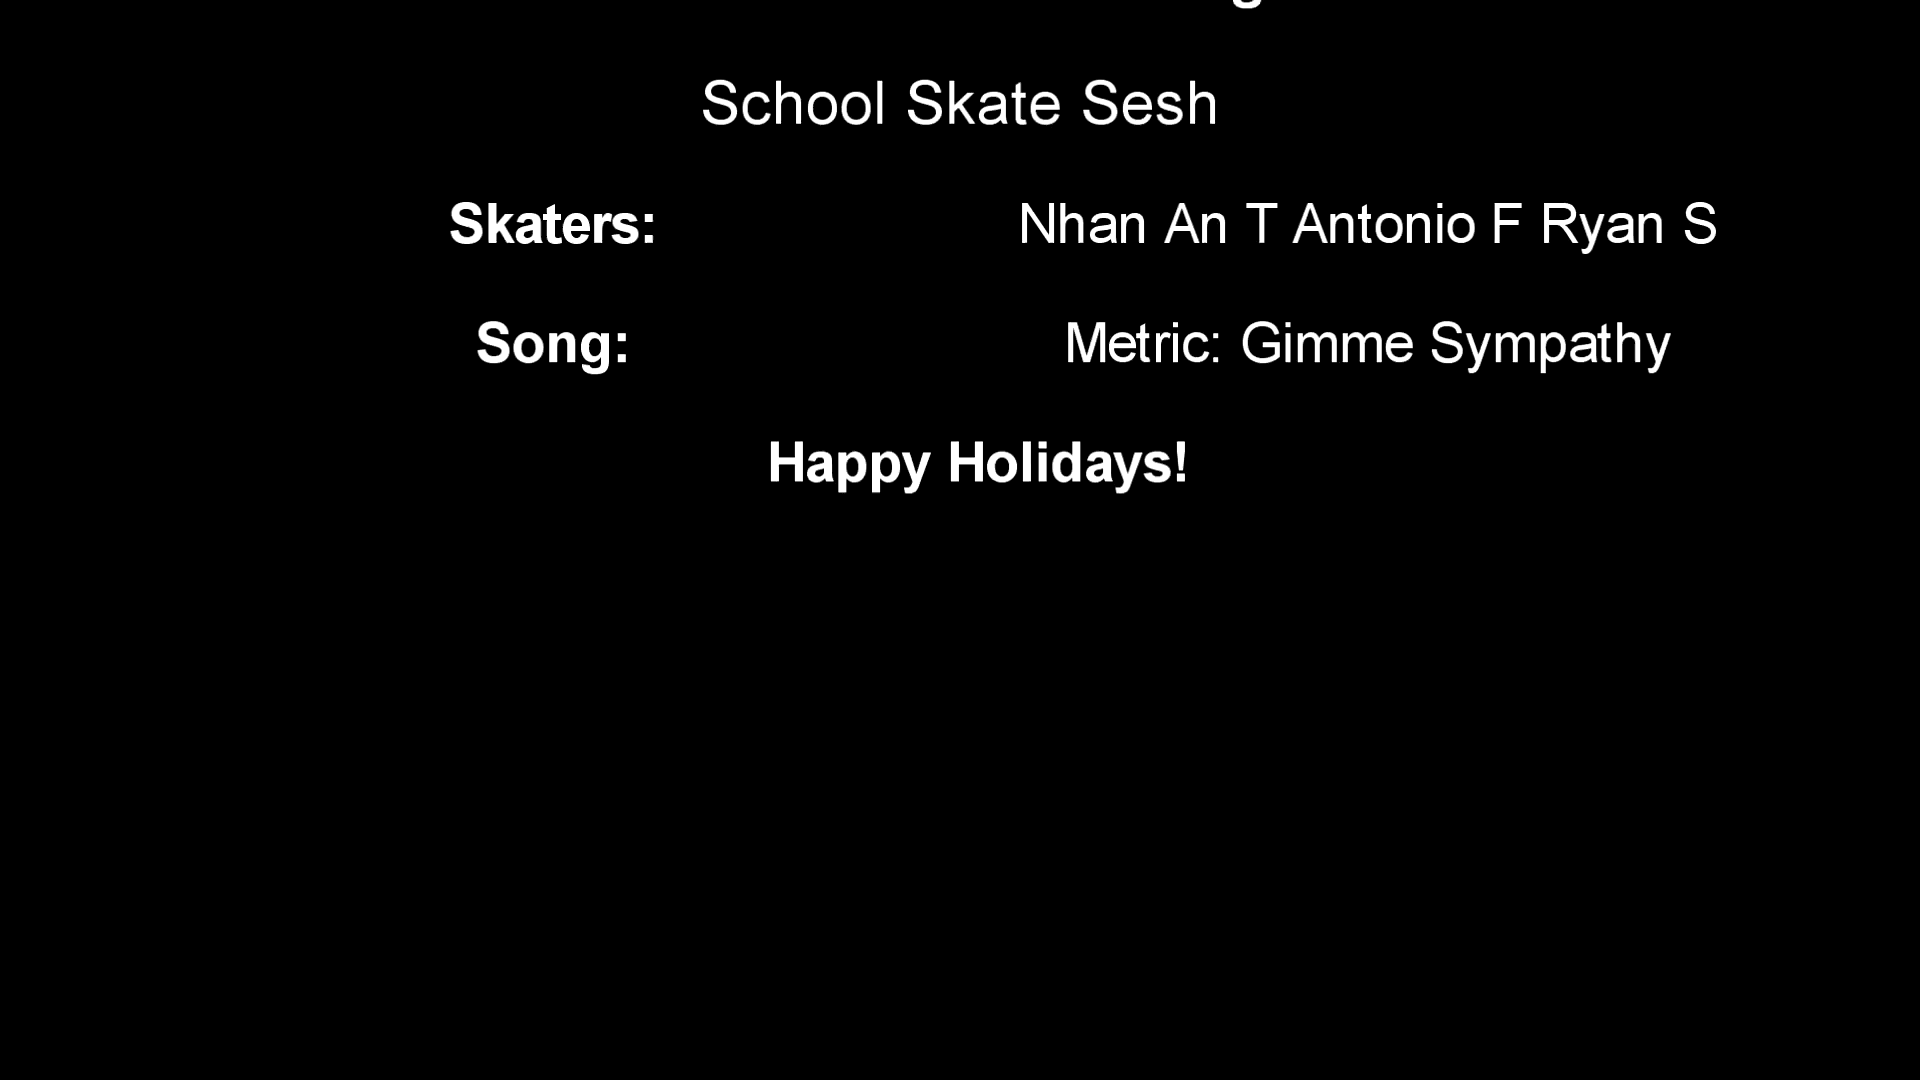 School Skate Sesh
Skaters: Nhan An T Antonio F Ryan S
Song: Metric: Gimme Sympathy
Happy Holidays!